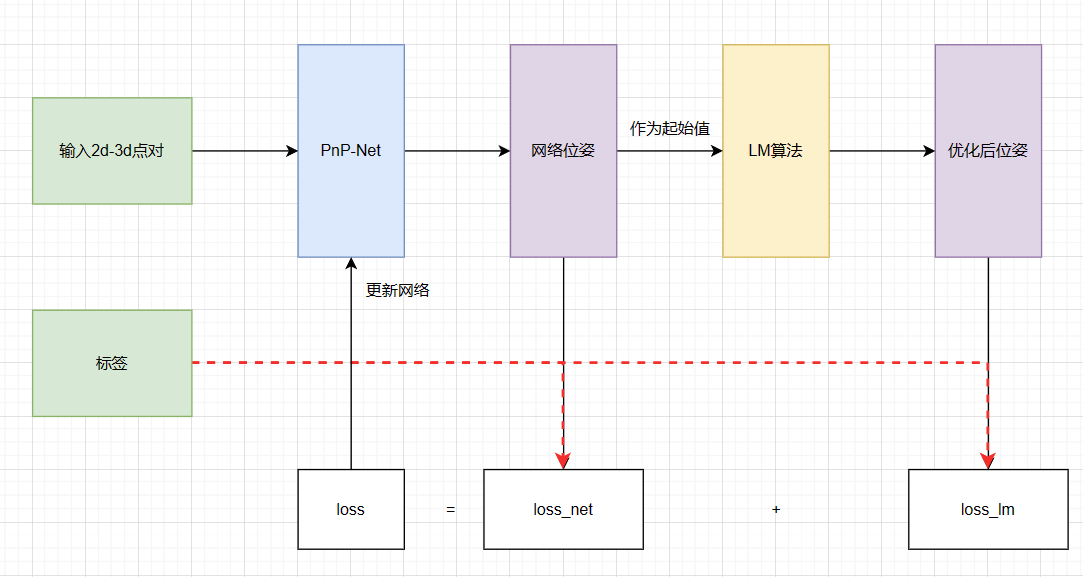 输入2d-3d点对
PnP-Net
网络位姿
作为起始值
LM算法
优化后位姿
更新网络
标签
loss
=
loss_net
+
loss_lm